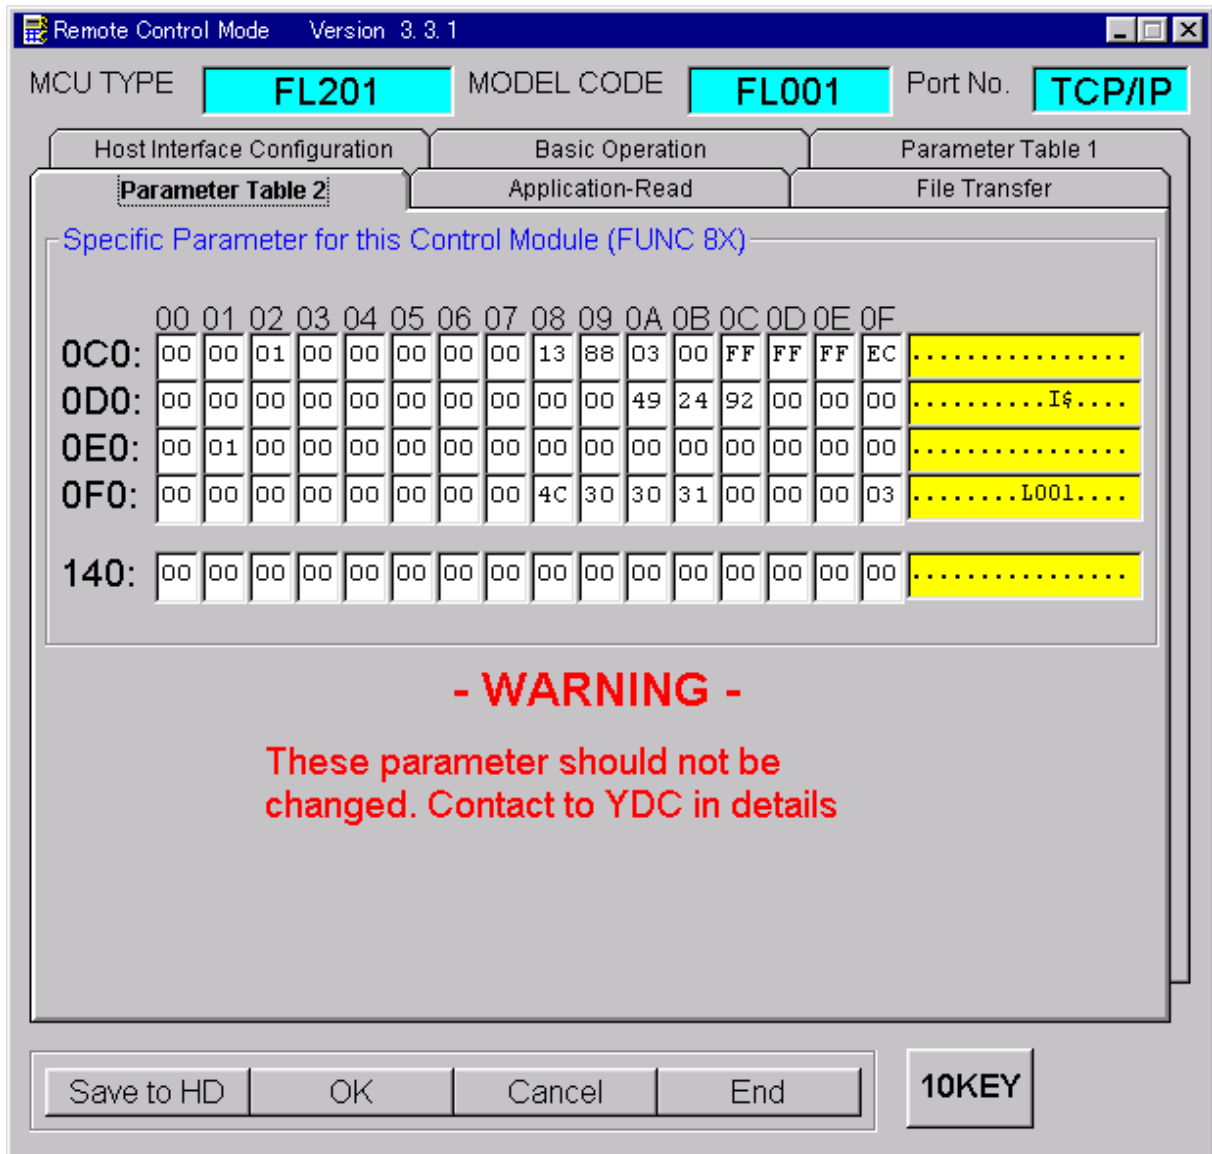 Remote Control Mode Version 3.3.1
MCU TYPE FL201 MODEL CODE FL001 Port No. TCP/IP
Host Interface Configuration Basic Operation Parameter Table 1
Parameter Table 2 Application-Read File Transfer
Specific Parameter for this Control Module (FUNC 8X)
00 01 02 03 04 05 06 07 08 09 0A 0B 0C 0D 0E 0F
0C0: 00 00 01 00 00 00 00 00 13 88 03 00 FF FF FF EC ................
0D0: 00 00 00 00 00 00 00 00 00 00 49 24 92 00 00 00 ..........I$....
0E0: 00 01 00 00 00 00 00 00 00 00 00 00 00 00 00 00 ................
0F0: 00 00 00 00 00 00 00 00 4C 30 30 31 00 00 00 03 ........L001....
140: 00 00 00 00 00 00 00 00 00 00 00 00 00 00 00 00 ................
- WARNING -
These parameter should not be
changed. Contact to YDC in details
Save to HD OK Cancel End 10KEY